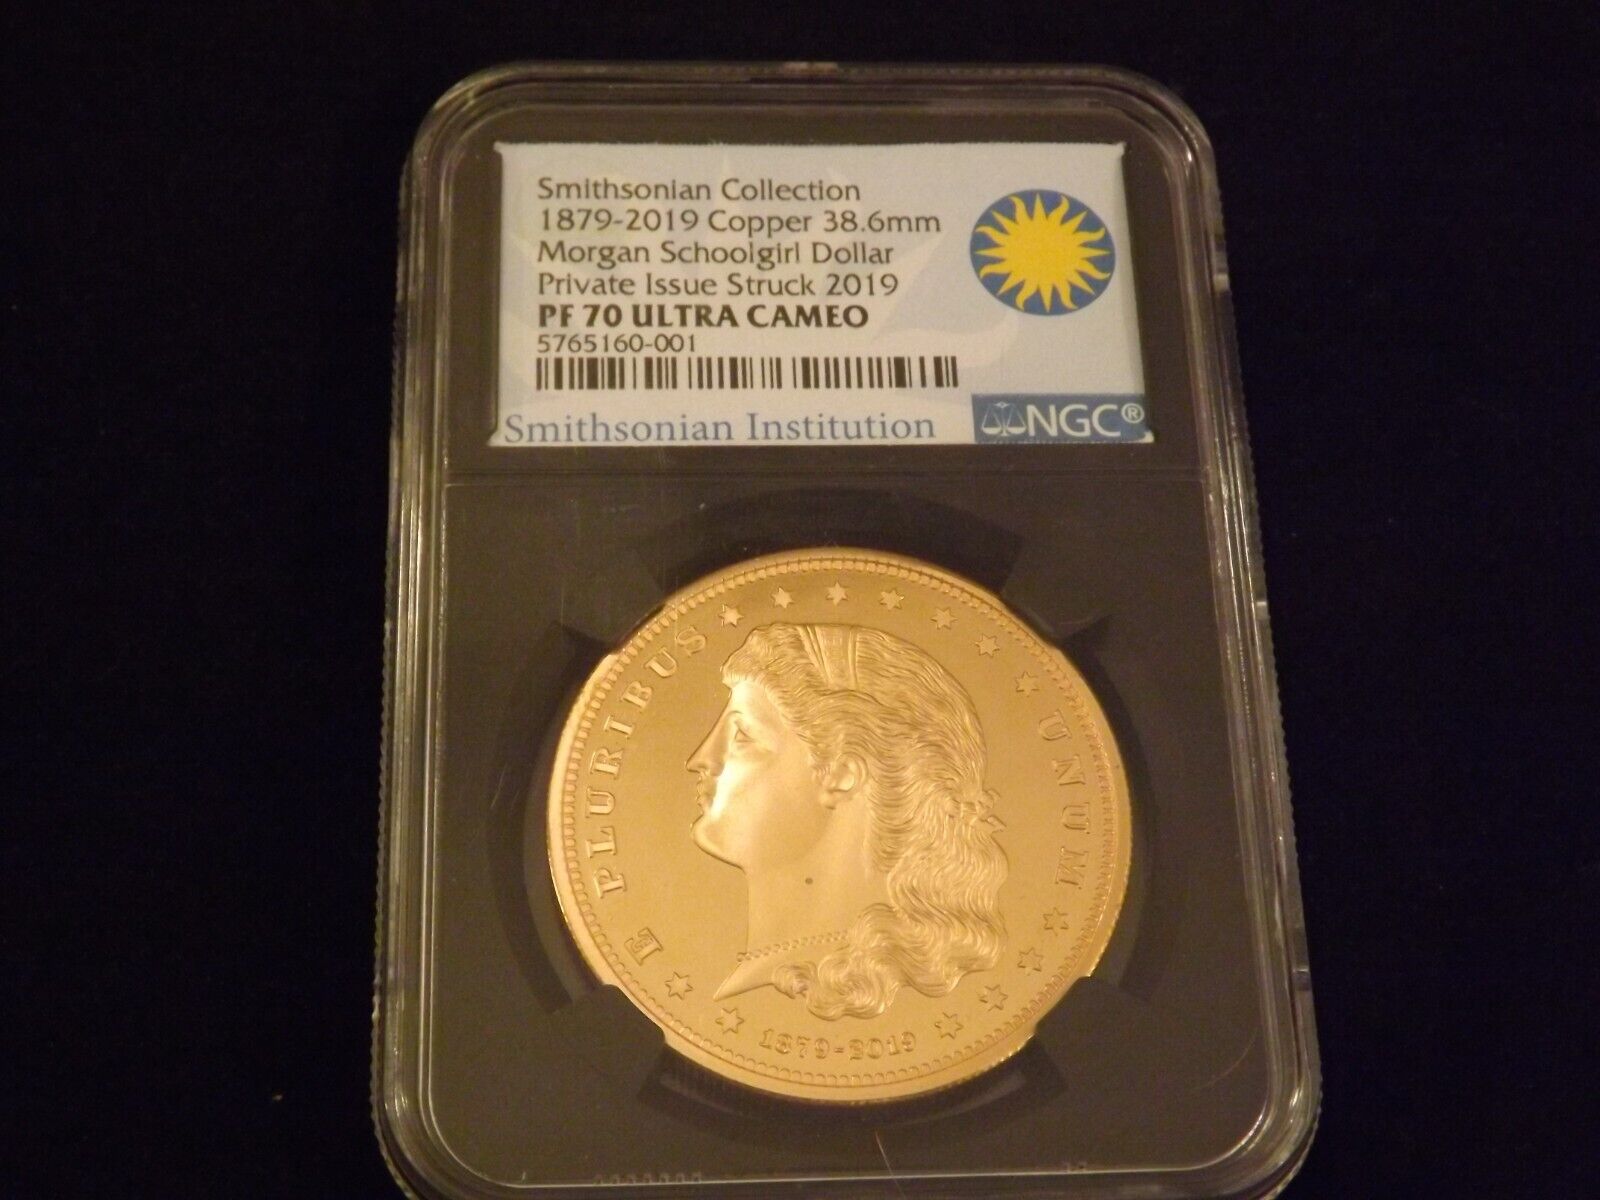 Smithsonian Collection
1879-2019 Copper 38.6mm
Morgan Schoolgirl Dollar
Private Issue Struck 2019
PF 70 ULTRA CAMEO
5765160-001
Smithsonian Institution
NGC®
E PLURIBUS UNUM
1879-2019